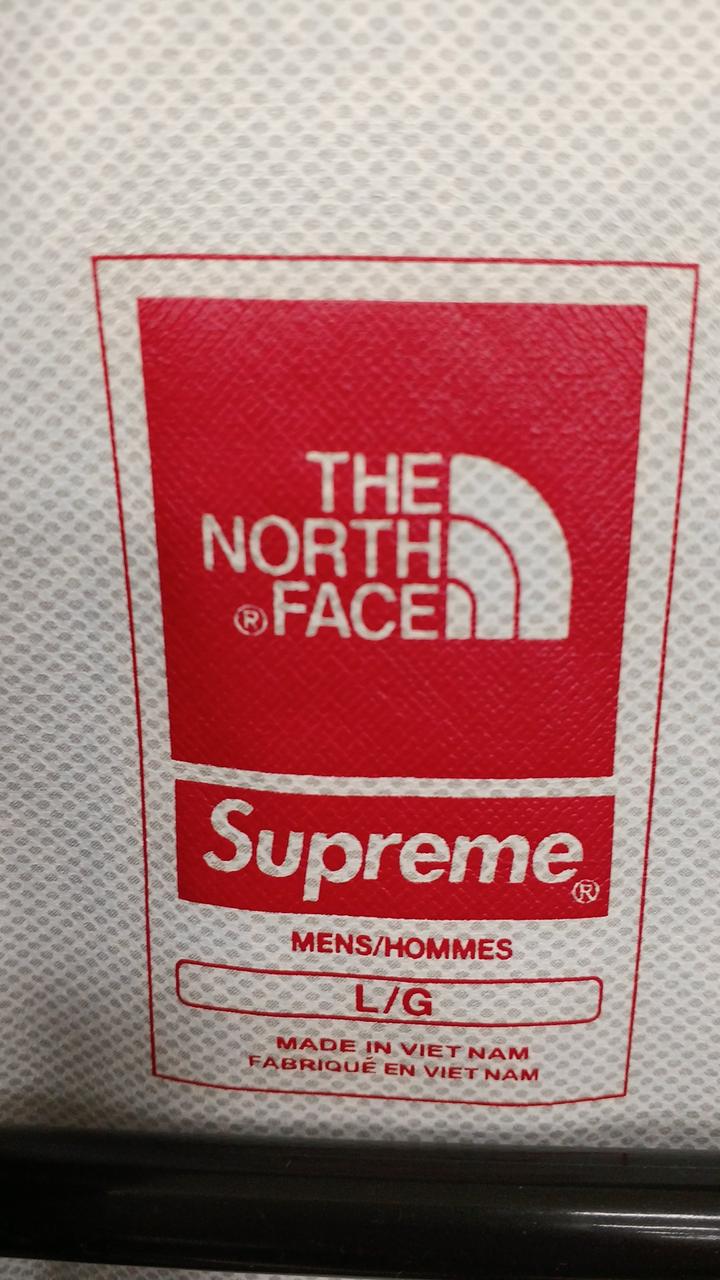 THE
NORTH
®FACE
Supreme®
MENS/HOMMES
L/G
MADE IN VIET NAM
FABRIQUÉ EN VIET NAM